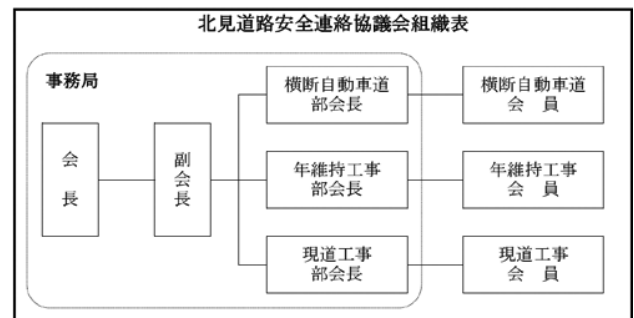 北見道路安全連絡協議会組織表
事務局
会長
副会長
横断自動車道
部会長
横断自動車道
会　員
年維持工事
部会長
年維持工事
会　員
現道工事
部会長
現道工事
会　員